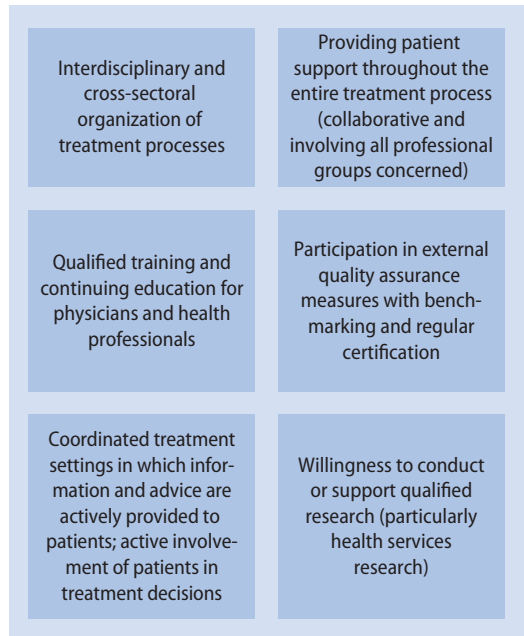 Interdisciplinary and
cross-sectoral
organization of
treatment processes
Providing patient
support throughout the
entire treatment process
(collaborative and
involving all professional
groups concerned)
Qualified training and
continuing education for
physicians and health
professionals
Participation in external
quality assurance
measures with bench-
marking and regular
certification
Coordinated treatment
settings in which infor-
mation and advice are
actively provided to
patients; active involve-
ment of patients in
treatment decisions
Willingness to conduct
or support qualified
research (particularly
health services
research)